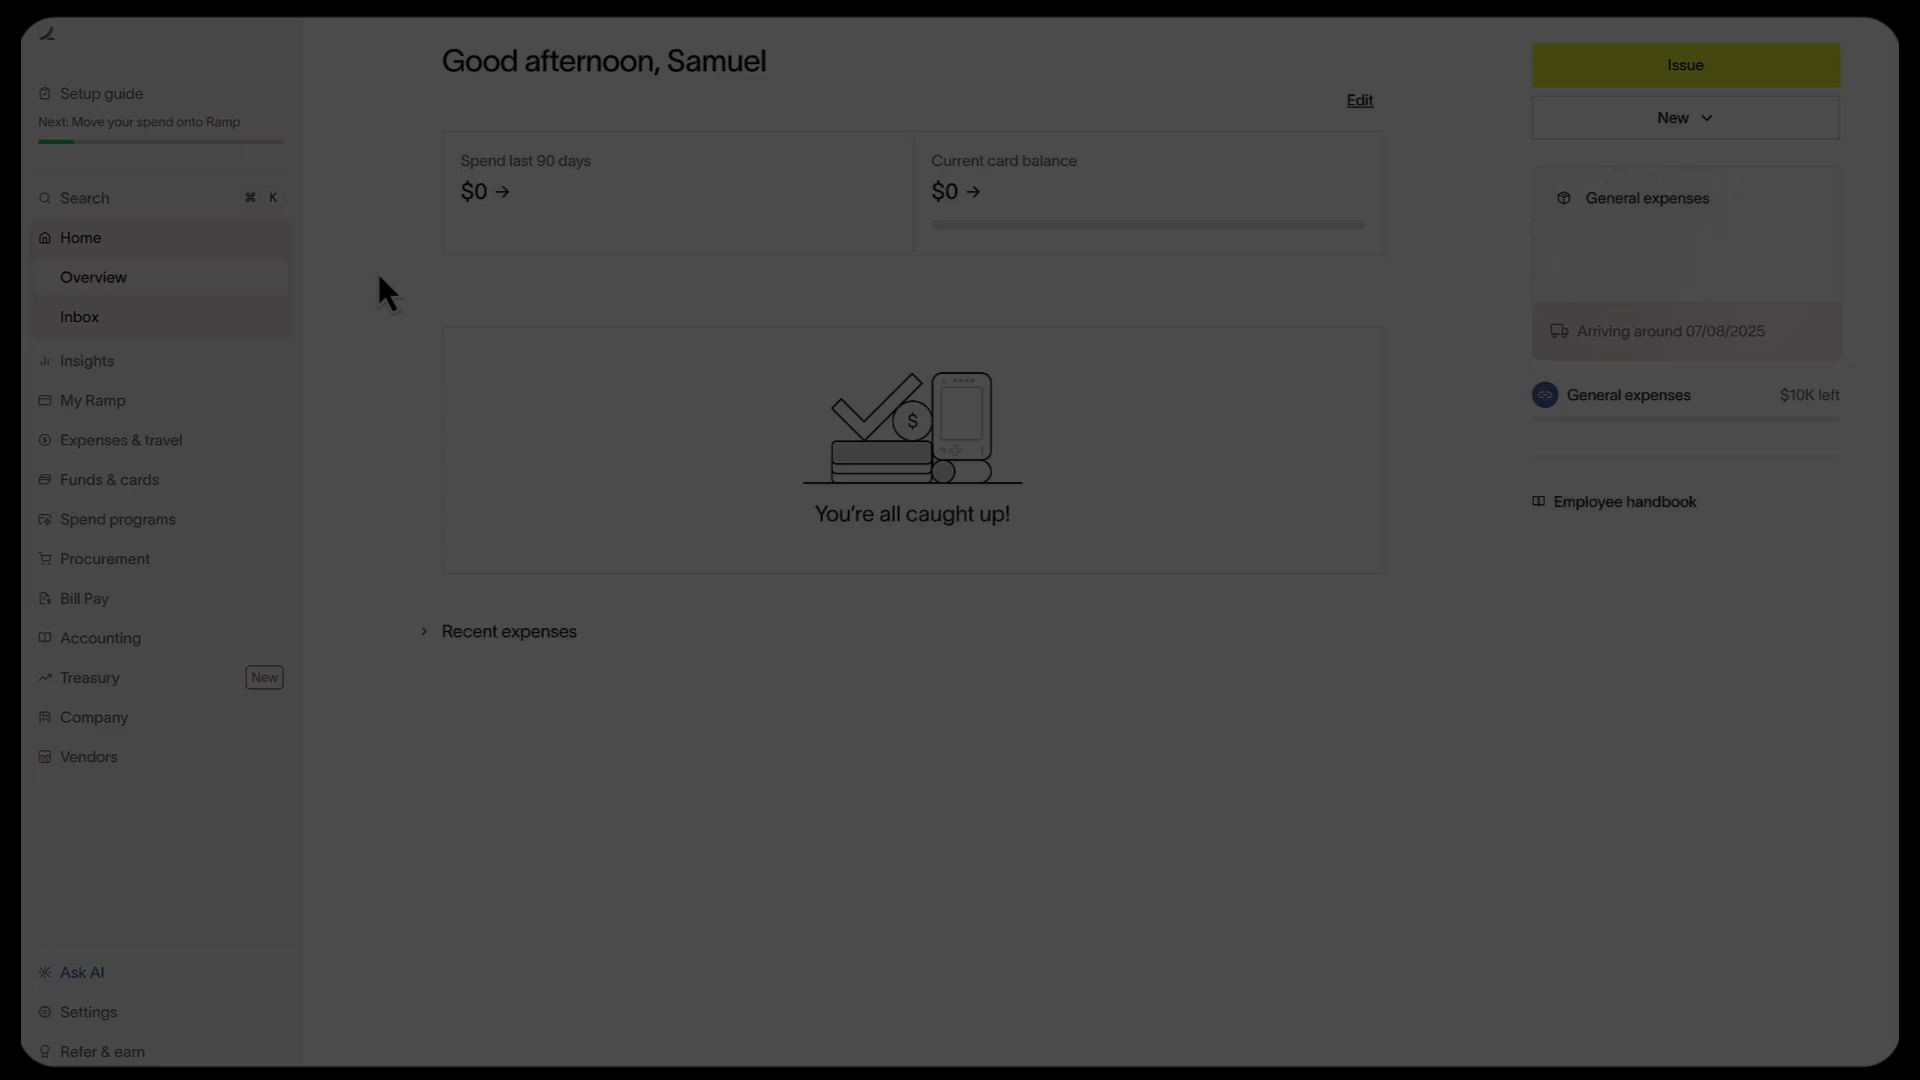 Setup guide
Next: Move your spend onto Ramp
Search ⌘ K
Home
Overview
Inbox
Insights
My Ramp
Expenses & travel
Funds & cards
Spend programs
Procurement
Bill Pay
Accounting
Treasury New
Company
Vendors
Ask AI
Settings
Refer & earn
Good afternoon, Samuel
Edit
Spend last 90 days
$0 →
Current card balance
$0 →
$
You're all caught up!
Recent expenses
Issue
New
General expenses
Arriving around 07/08/2025
General expenses $10K left
Employee handbook